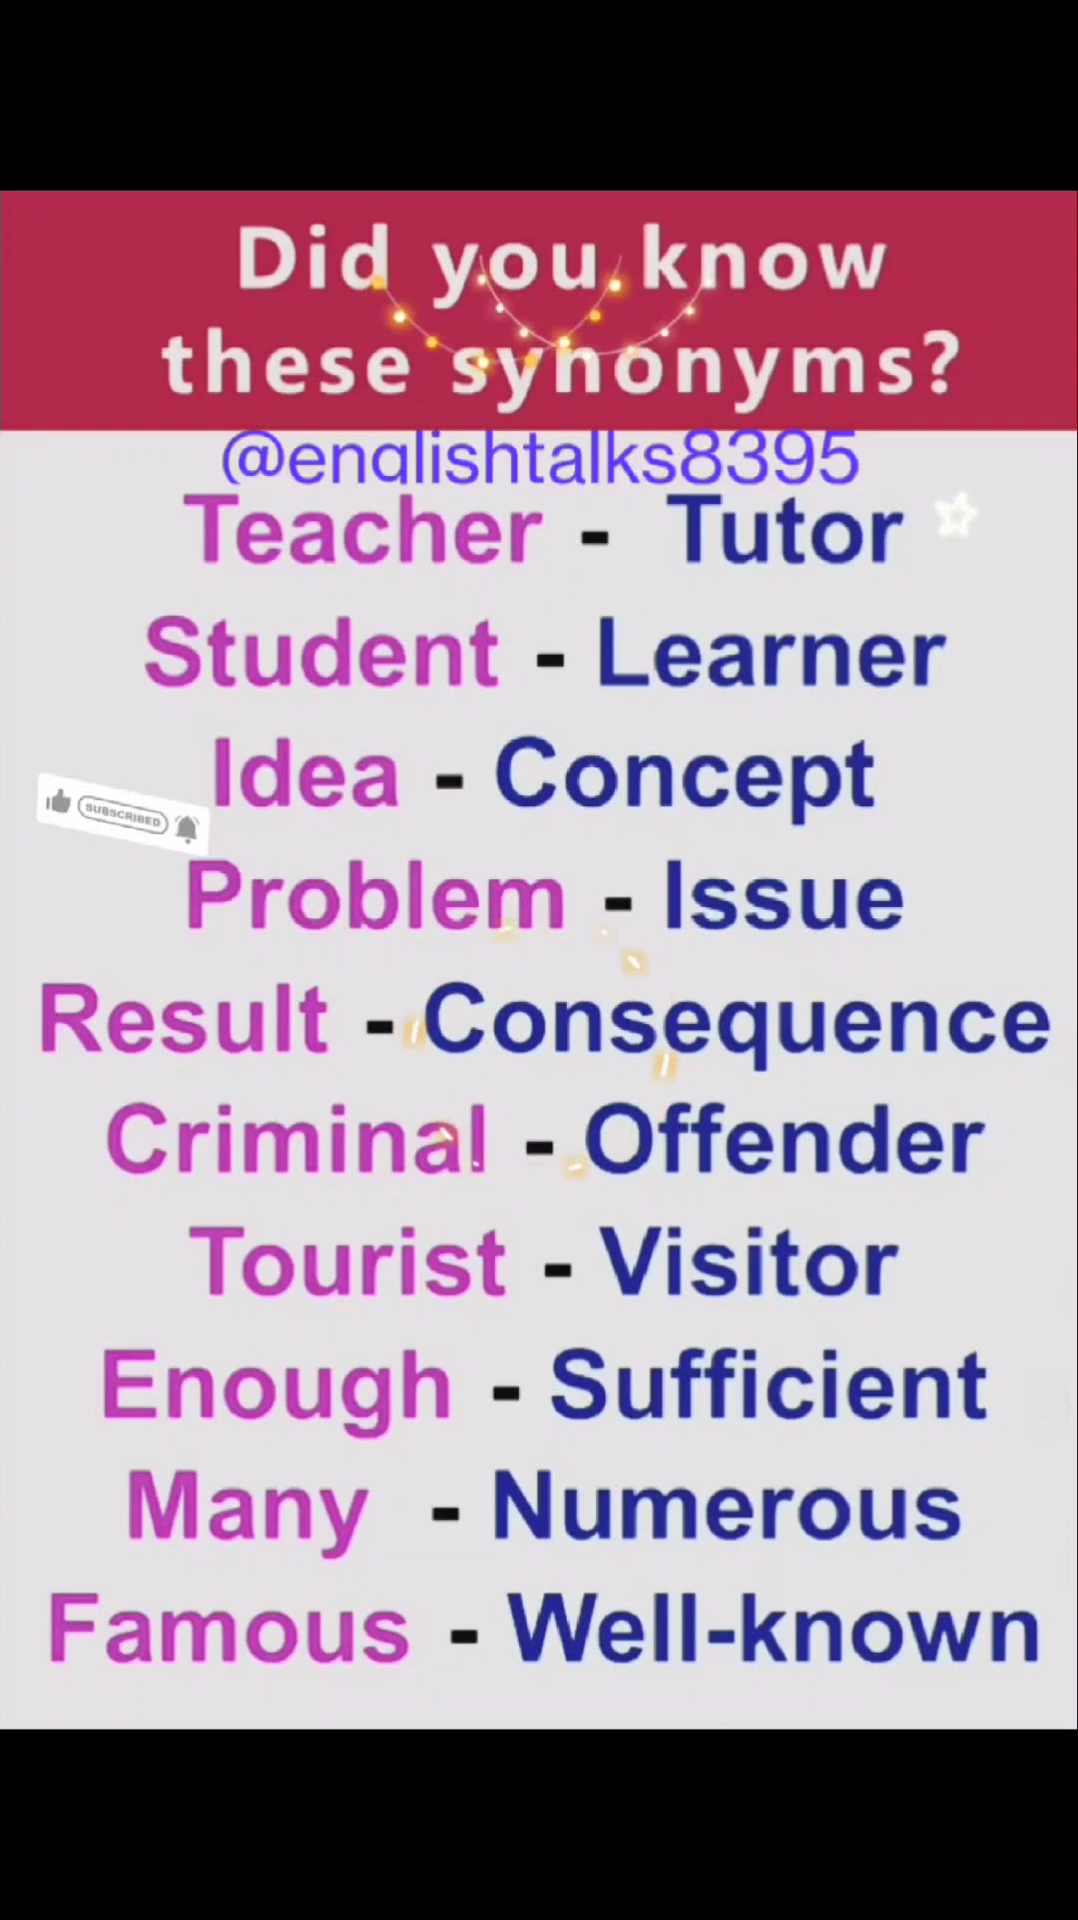 Did you know
these synonyms?
@englishtalks8395
Teacher - Tutor
Student - Learner
Idea - Concept
SUBSCRIBED
Problem - Issue
Result - Consequence
Criminal - Offender
Tourist - Visitor
Enough - Sufficient
Many - Numerous
Famous - Well-known